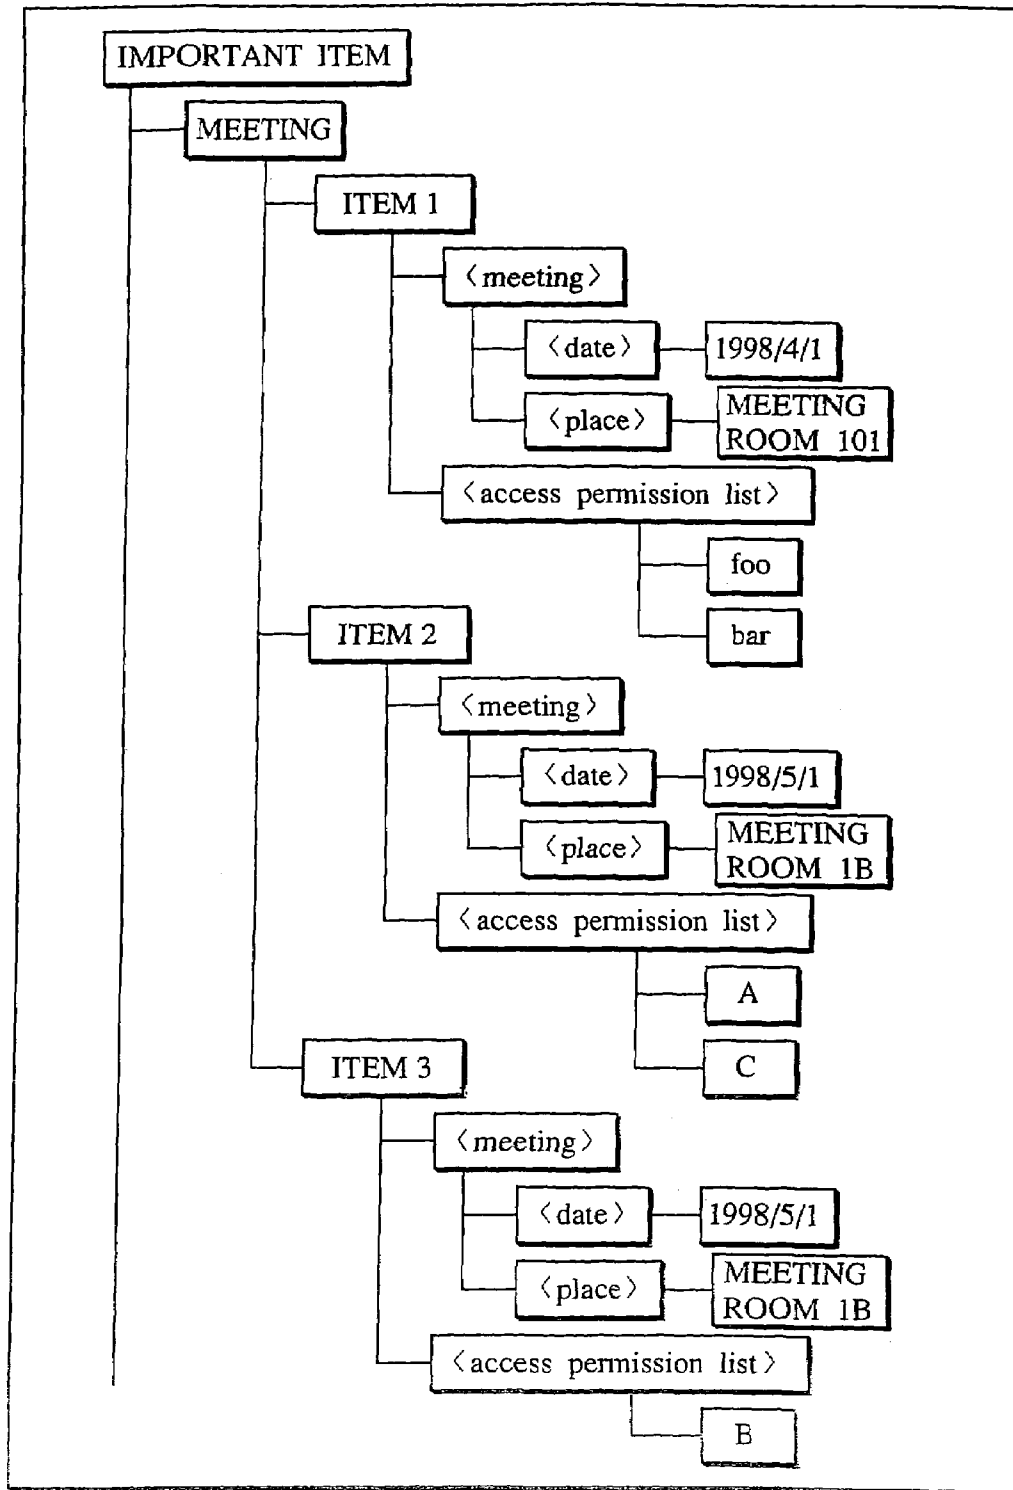 IMPORTANT ITEM
MEETING
ITEM 1
〈meeting〉
〈date〉 1998/4/1
〈place〉 MEETING
ROOM 101
〈access permission list〉
foo
bar
ITEM 2
〈meeting〉
〈date〉 1998/5/1
〈place〉 MEETING
ROOM 1B
〈access permission list〉
A
C
ITEM 3
〈meeting〉
〈date〉 1998/5/1
〈place〉 MEETING
ROOM 1B
〈access permission list〉
B